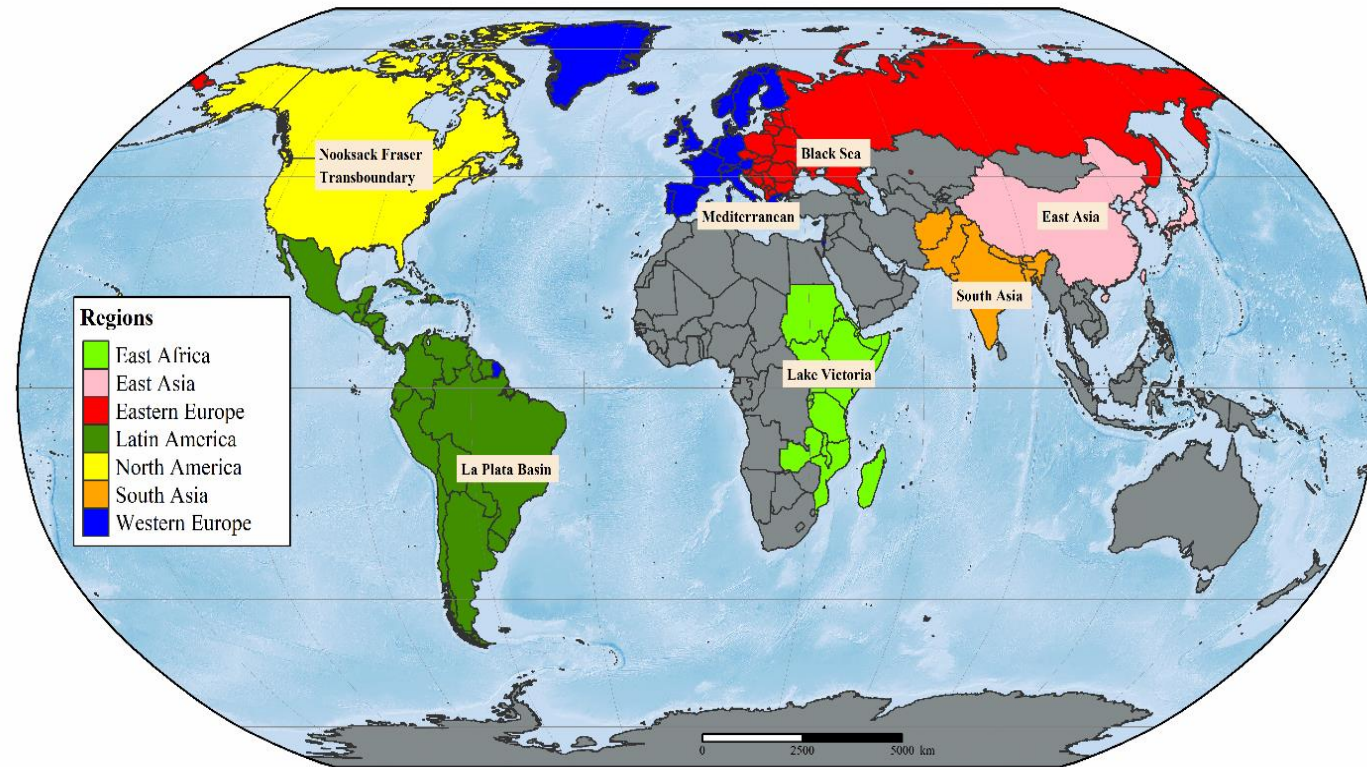 Nooksack Fraser
Transboundary
Black Sea
Mediterranean
East Asia
South Asia
Lake Victoria
La Plata Basin
Regions
East Africa
East Asia
Eastern Europe
Latin America
North America
South Asia
Western Europe
0 2500 5000 km